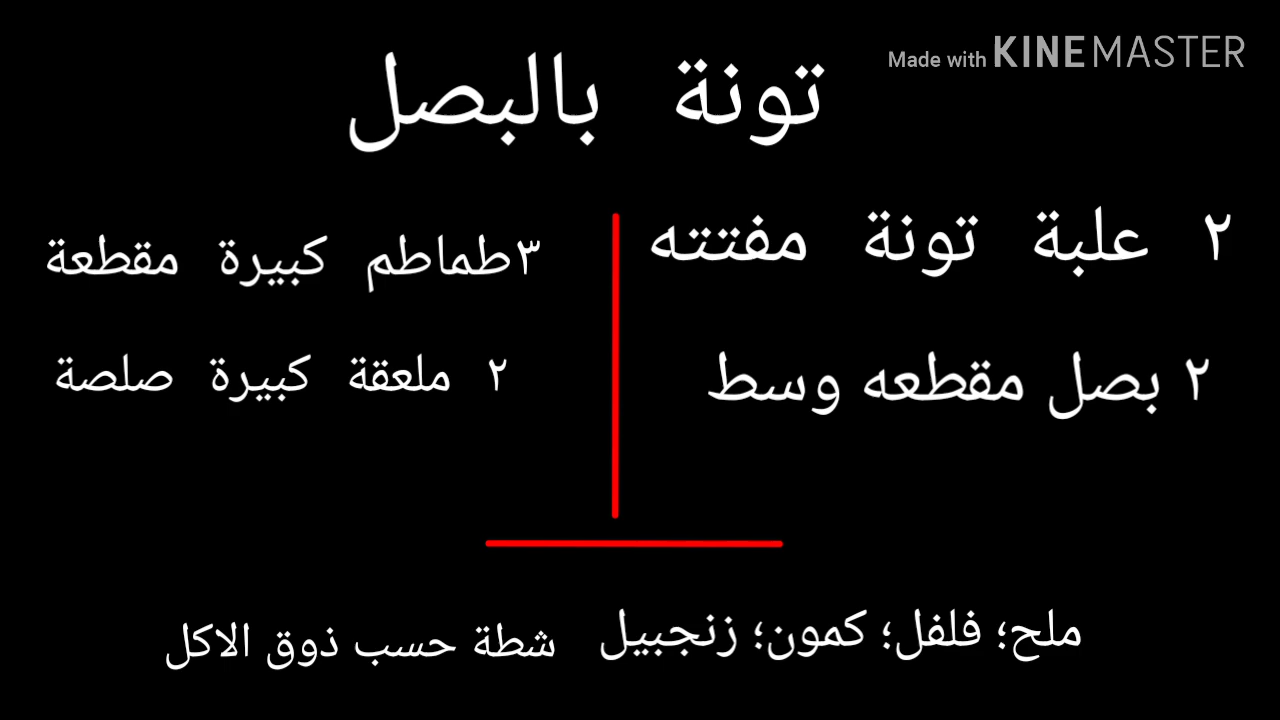 Made with KINEMASTER
تونة بالبصل
٢ علبة تونة مفتته
٢ بصل مقطعه وسط
٣طماطم كبيرة مقطعة
٢ ملعقة كبيرة صلصة
ملح؛ فلفل؛ كمون؛ زنجبيل
شطة حسب ذوق الاكل